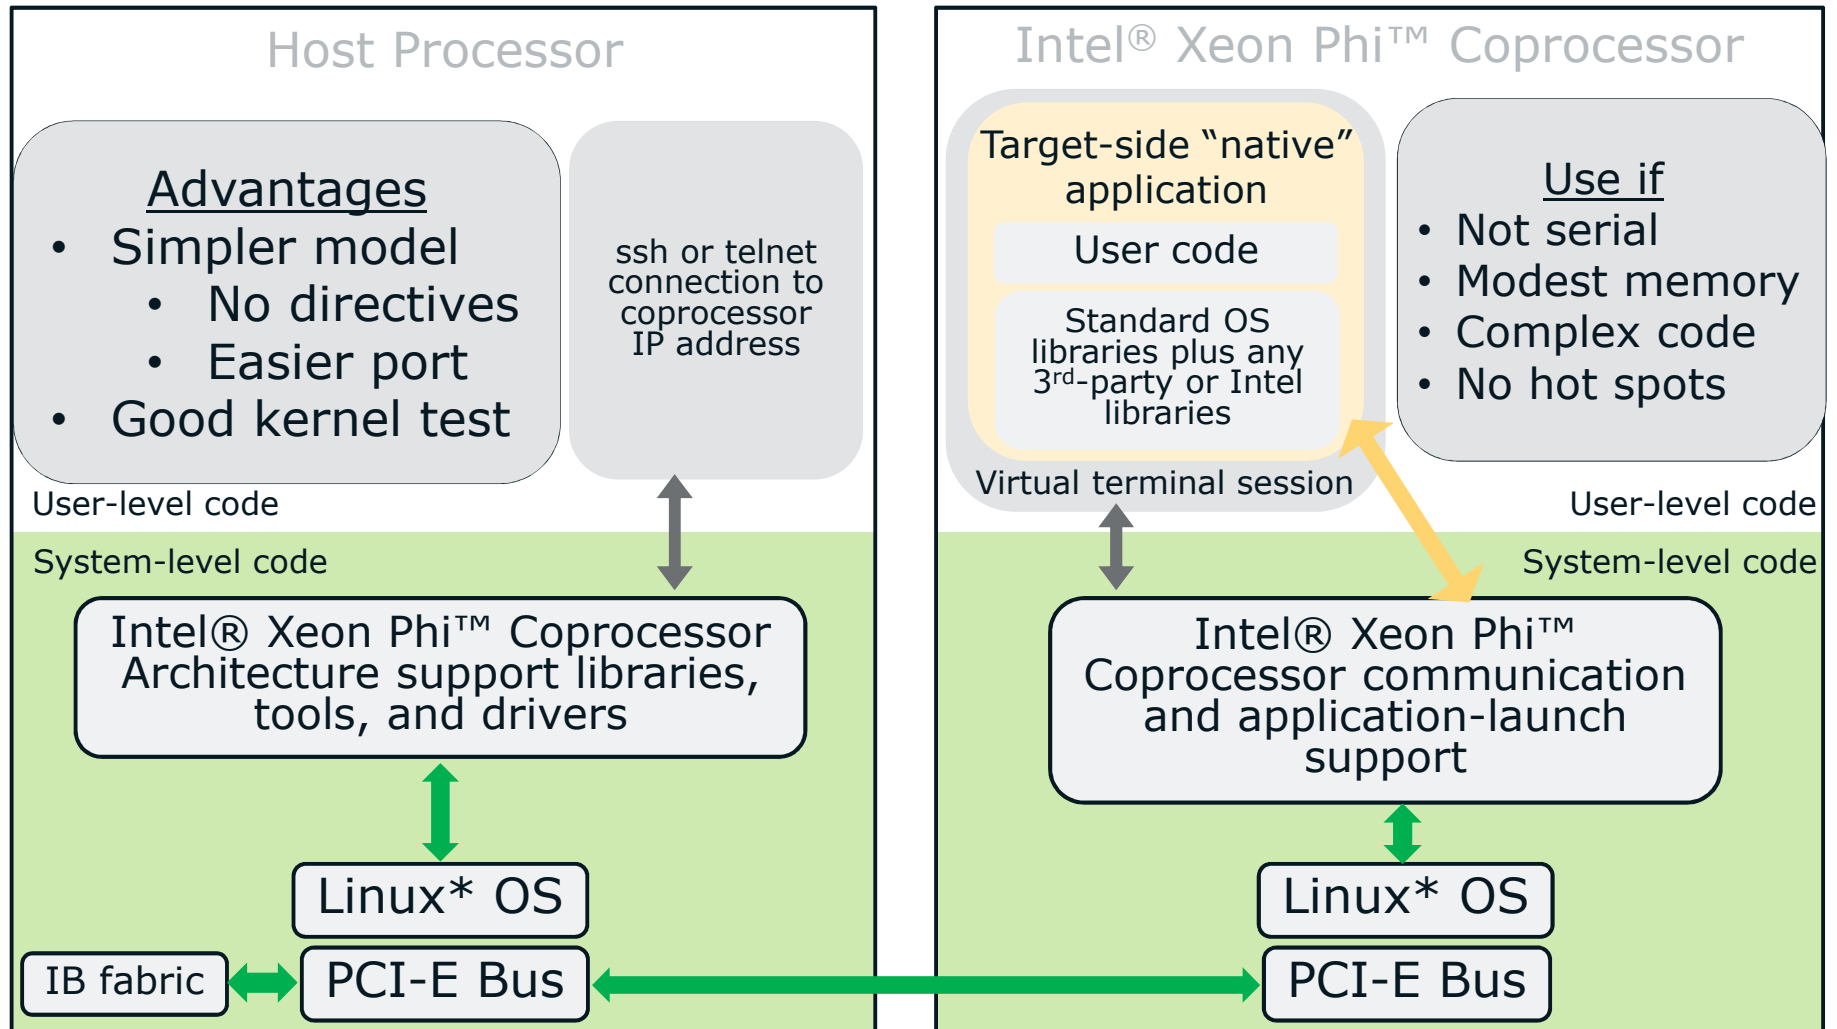 Host Processor
Advantages
• Simpler model
• No directives
• Easier port
• Good kernel test
ssh or telnet
connection to
coprocessor
IP address
User-level code
System-level code
Intel® Xeon Phi™ Coprocessor
Architecture support libraries,
tools, and drivers
Linux* OS
IB fabric
PCI-E Bus
Intel® Xeon Phi™ Coprocessor
Target-side “native”
application
User code
Standard OS
libraries plus any
3rd-party or Intel
libraries
Virtual terminal session
Use if
• Not serial
• Modest memory
• Complex code
• No hot spots
User-level code
System-level code
Intel® Xeon Phi™
Coprocessor communication
and application-launch
support
Linux* OS
PCI-E Bus